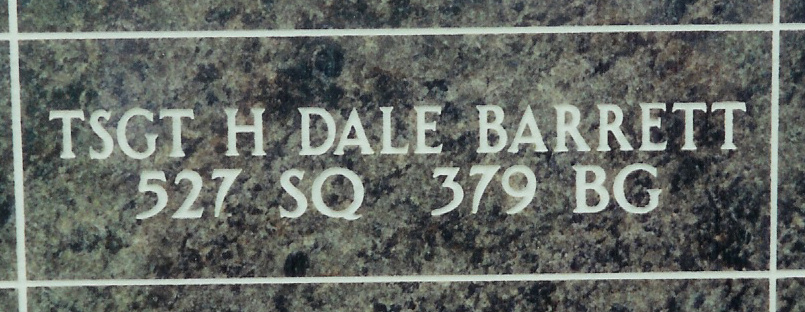 TSGT H DALE BARRETT
527 SQ 379 BG